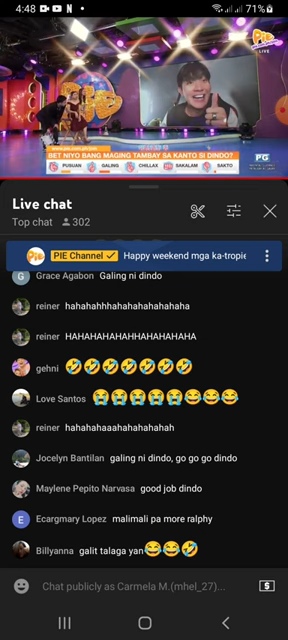 4:48
71%
Pie
LIVE
Pie
BET NIYO BANG MAGING TAMBAY SA KANTO SI DINDO?
PUSUAN
GALING
CHILLAX
SAKALAM
SAKTO
PG
Live chat
Top chat 302
Pie PIE Channel Happy weekend mga ka-tropie
G Grace Agabon Galing ni dindo
reiner hahahahhhahahahahahahaha
reiner HAHAHAHAHAHHAHAHAHAHA
gehni 🤣🤣🤣🤣🤣🤣🤣
Love Santos 😭😭😭😭😭😂😂😂
reiner hahahahaaahahahahahah
Jocelyn Bantilan galing ni dindo, go go go dindo
Maylene Pepito Narvasa good job dindo
E Ecargmary Lopez malimali pa more ralphy
Billyanna galit talaga yan😂😂🤣
Chat publicly as Carmela M.(mhel_27)...